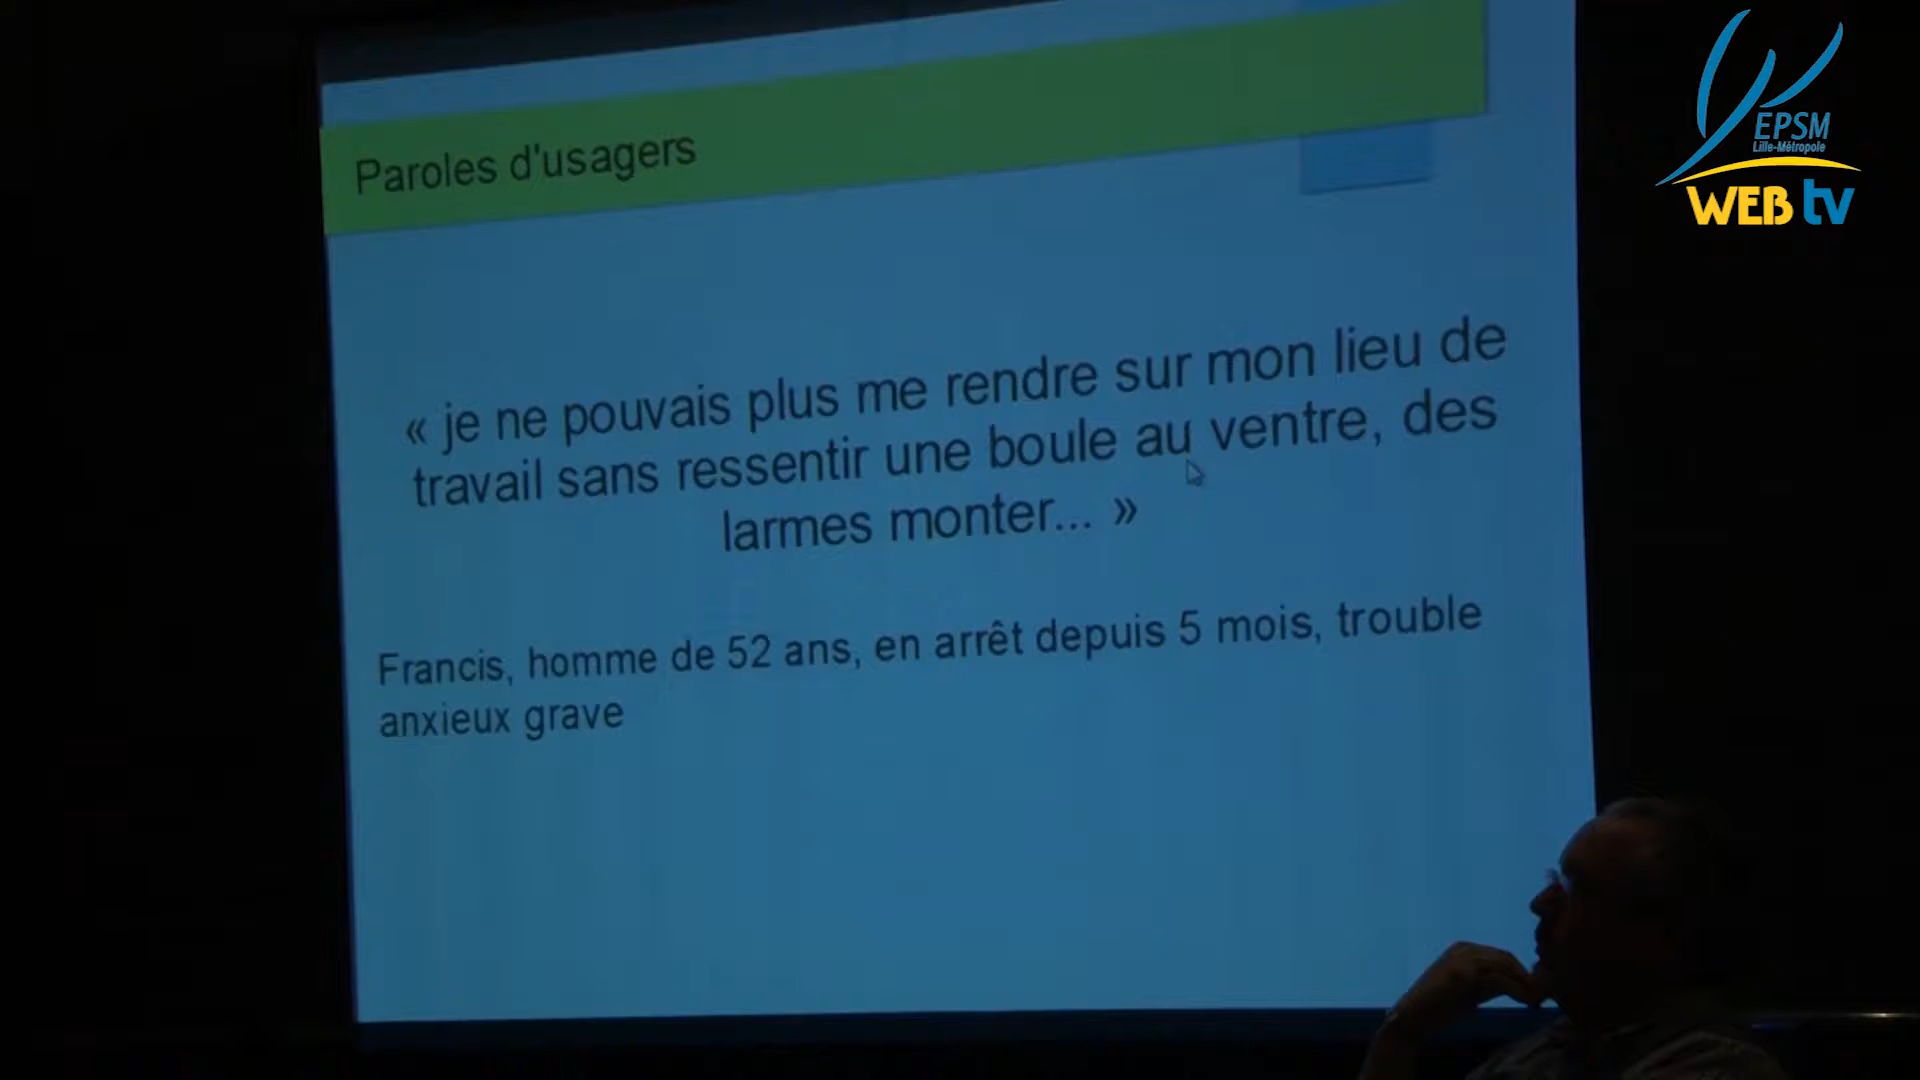 Paroles d'usagers
« je ne pouvais plus me rendre sur mon lieu de
travail sans ressentir une boule au ventre, des
larmes monter... »
Francis, homme de 52 ans, en arrêt depuis 5 mois, trouble
anxieux grave
EPSM
Lille-Métropole
WEB tv